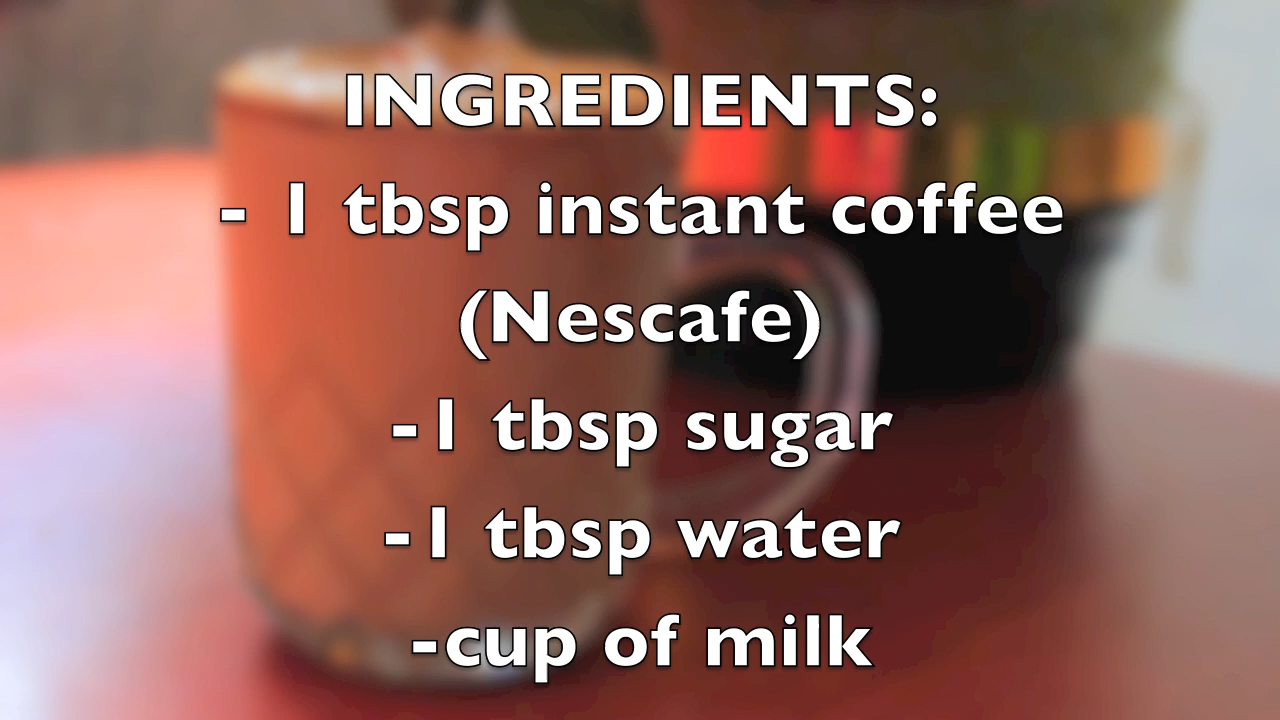 INGREDIENTS:
- 1 tbsp instant coffee
(Nescafe)
-1 tbsp sugar
-1 tbsp water
-cup of milk